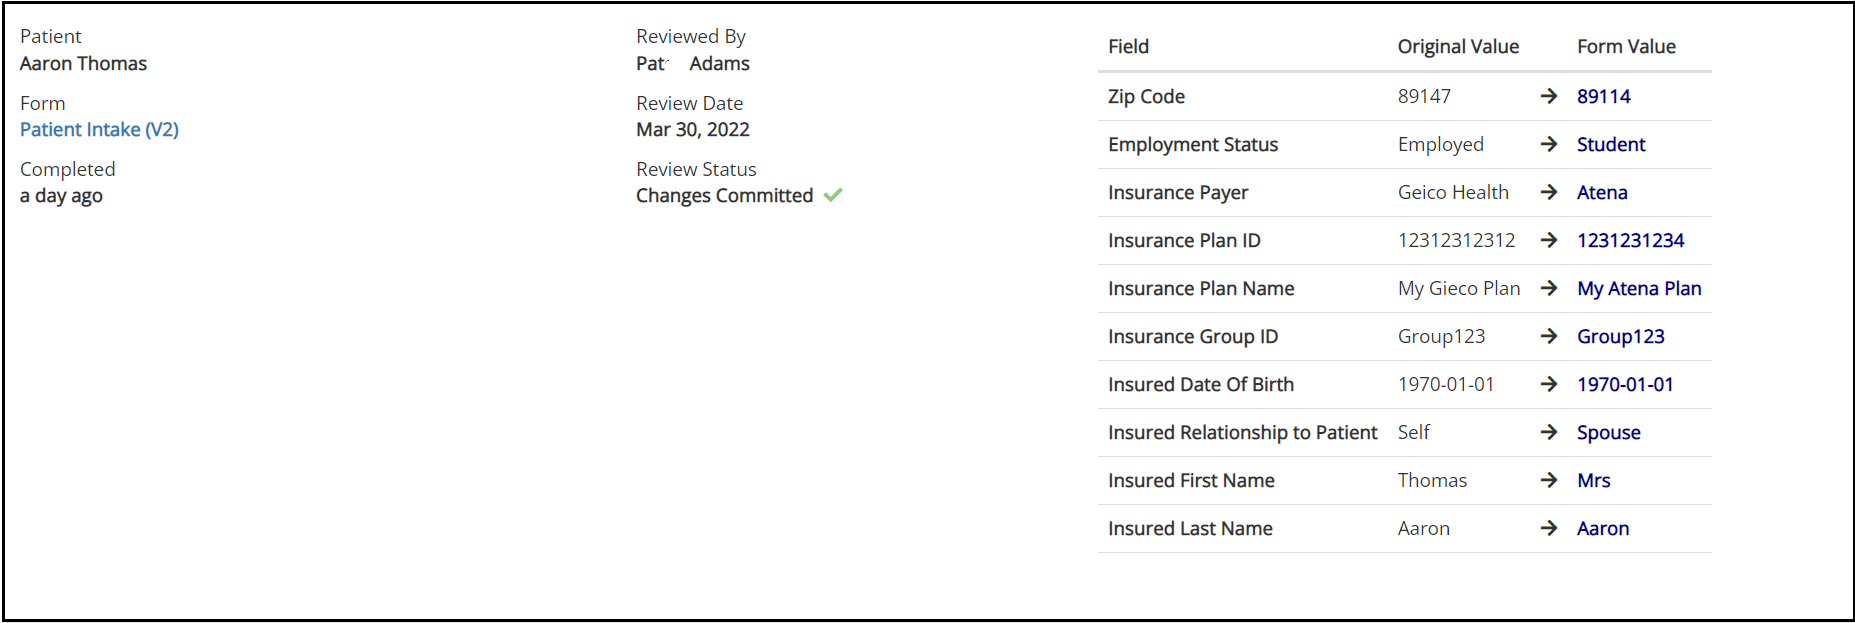 Patient
Aaron Thomas
Form
Patient Intake (V2)
Completed
a day ago
Reviewed By
Adams
Review Date
Mar 30, 2022
Review Status
Changes Committed
Field Original Value Form Value
Zip Code 89147 → 89114
Employment Status Employed → Student
Insurance Payer Geico Health → Atena
Insurance Plan ID 12312312312 → 1231231234
Insurance Plan Name My Gieco Plan → My Atena Plan
Insurance Group ID Group123 → Group123
Insured Date Of Birth 1970-01-01 → 1970-01-01
Insured Relationship to Patient Self → Spouse
Insured First Name Thomas → Mrs
Insured Last Name Aaron → Aaron